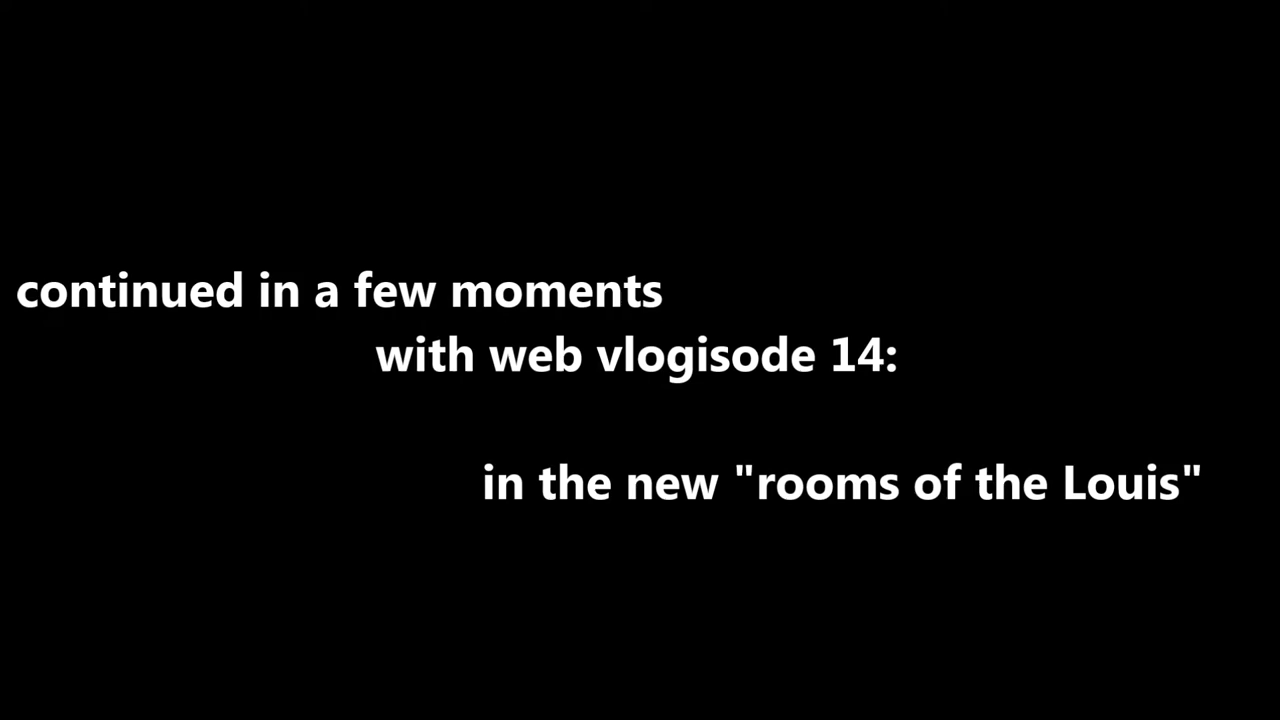 continued in a few moments
with web vlogisode 14:
in the new "rooms of the Louis"